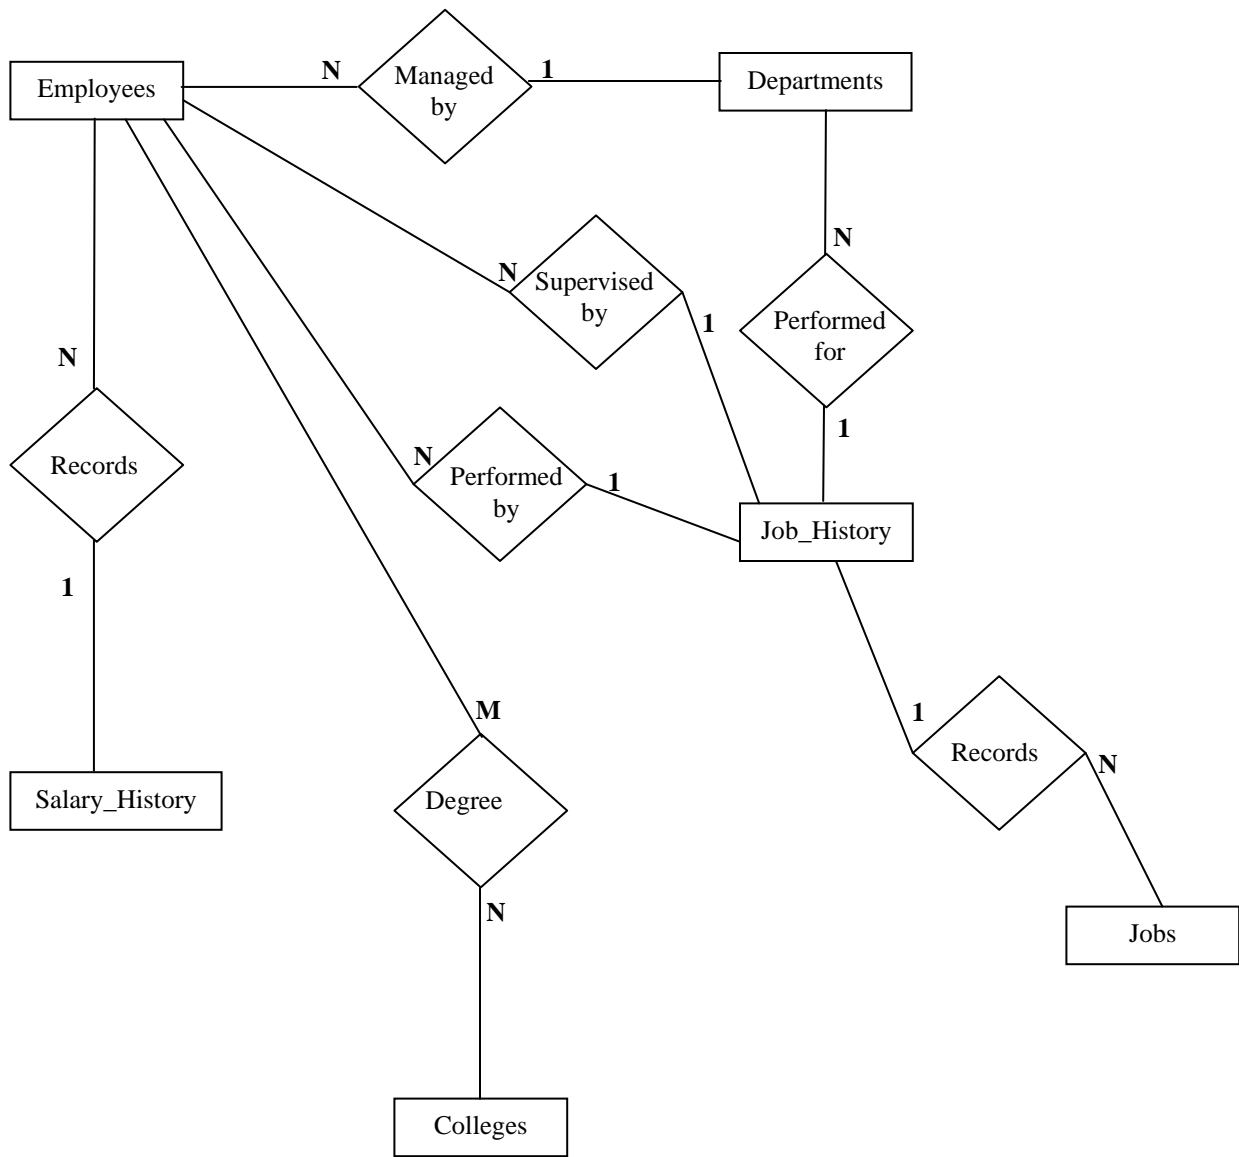 Employees
N
Managed
by
1
Departments
N
Supervised
by
1
N
Performed
for
1
N
Records
1
N
Performed
by
1
Job_History
M
Degree
N
1
Records
N
Salary_History
Jobs
Colleges